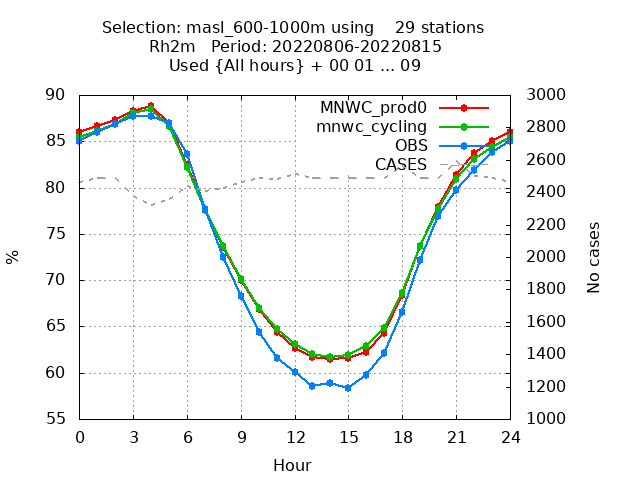 Selection: masl_600-1000m using    29 stations
Rh2m   Period: 20220806-20220815
Used {All hours} + 00 01 ... 09
90 3000
MNWC_prod0
mnwc_cycling
OBS
CASES
85 2800
80 2600
75 2400
70 2200
65 2000
60 1800
55 1600
1400
1200
1000
%
No cases
0 3 6 9 12 15 18 21 24
Hour